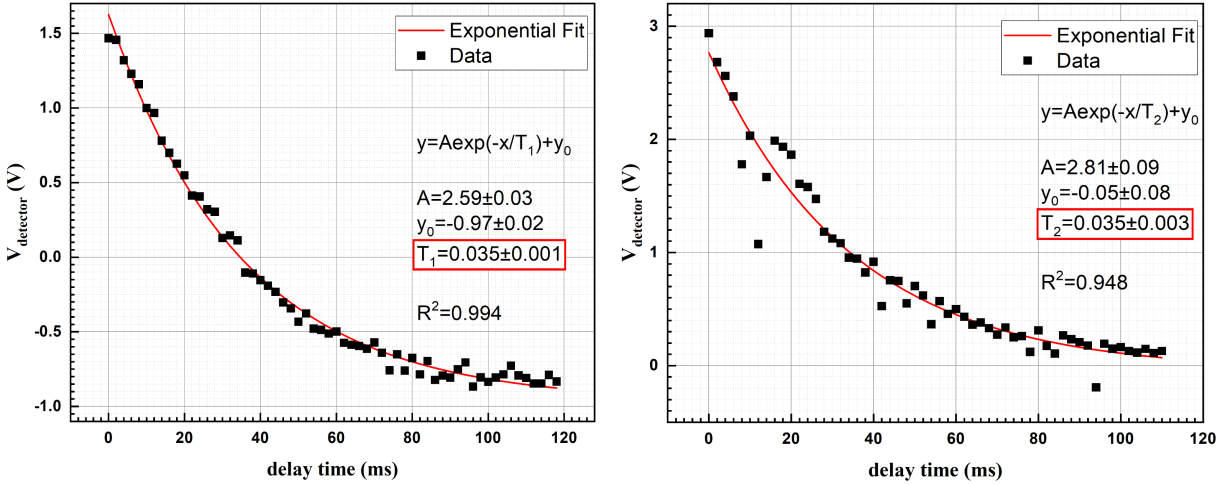 Exponential Fit
Data
y=Aexp(-x/T₁)+y₀
A=2.59±0.03
y₀=-0.97±0.02
T₁=0.035±0.001
R²=0.994
1.5
1.0
0.5
0.0
-0.5
-1.0
0 20 40 60 80 100 120
V_detector (V)
delay time (ms)
Exponential Fit
Data
y=Aexp(-x/T₂)+y₀
A=2.81±0.09
y₀=-0.05±0.08
T₂=0.035±0.003
R²=0.948
3
2
1
0
0 20 40 60 80 100 120
V_detector (V)
delay time (ms)